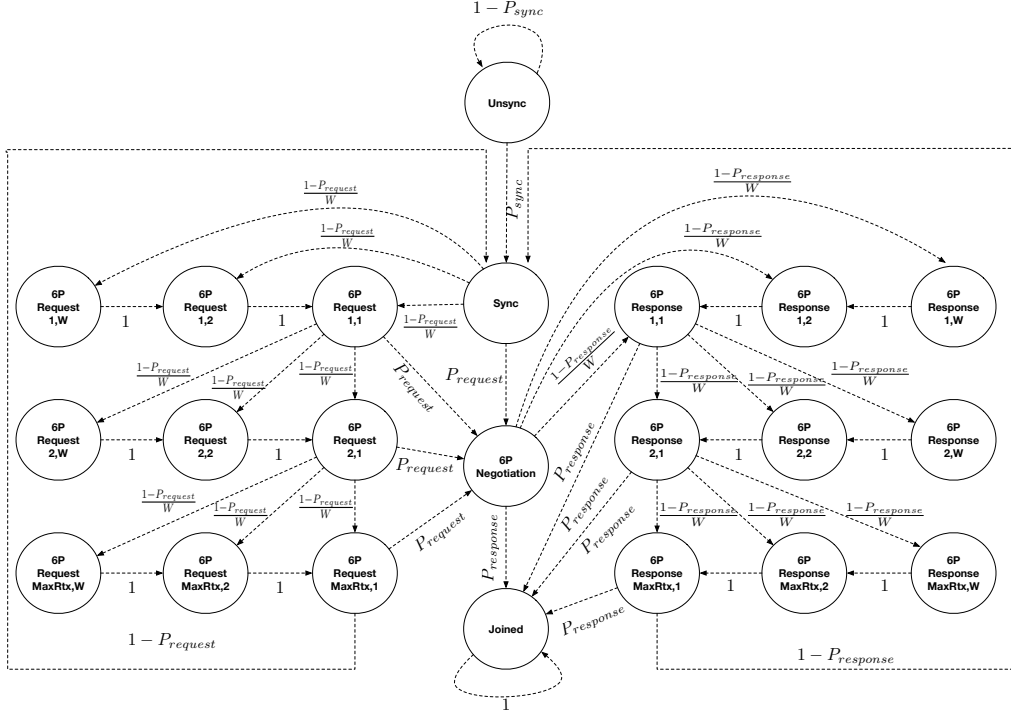 1 − P_sync
Unsync
P_sync
1−P_request / W
1−P_request / W
1−P_response / W
1−P_response / W
6P Request 1,W
1
6P Request 1,2
1
6P Request 1,1
1−P_request / W
Sync
6P Response 1,1
1
6P Response 1,2
1
6P Response 1,W
1−P_request / W
1−P_request / W
1−P_request / W
P_request
P_request
1−P_response / W
1−P_response / W
1−P_response / W
1−P_response / W
6P Request 2,W
1
6P Request 2,2
1
6P Request 2,1
P_request
6P Negotiation
P_response
6P Response 2,1
1
6P Response 2,2
1
6P Response 2,W
1−P_request / W
1−P_request / W
1−P_request / W
P_request
P_response
P_response
P_response
1−P_response / W
1−P_response / W
1−P_response / W
6P Request MaxRtx,W
1
6P Request MaxRtx,2
1
6P Request MaxRtx,1
6P Response MaxRtx,1
1
6P Response MaxRtx,2
1
6P Response MaxRtx,W
Joined
P_response
1 − P_request
1 − P_response
1